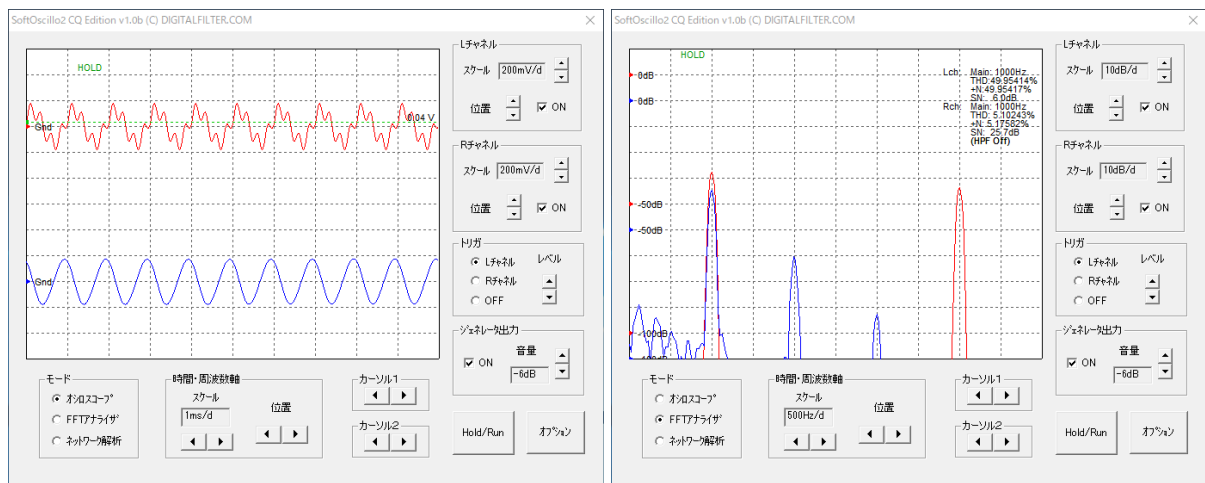 SoftOscillo2 CQ Edition v1.0b (C) DIGITALFILTER.COM
HOLD
Gnd
0.04 V
Gnd
Lチャネル
スケール 200mV/d
位置 ON
Rチャネル
スケール 200mV/d
位置 ON
トリガ
Lチャネル レベル
Rチャネル
OFF
ジェネレータ出力
ON 音量
-6dB
モード
オシロスコープ
FFTアナライザ
ネットワーク解析
時間・周波数軸
スケール
1ms/d
位置
カーソル1
カーソル2
Hold/Run
オプション
SoftOscillo2 CQ Edition v1.0b (C) DIGITALFILTER.COM
HOLD
0dB
0dB
-50dB
-50dB
-100dB
-100dB
Lch: Main: 1000Hz
THD:49.95414%
+N:49.95417%
SN: 6.0dB
Rch: Main: 1000Hz
THD: 5.10243%
+N: 5.17582%
SN: 25.7dB
(HPF Off)
Lチャネル
スケール 10dB/d
位置 ON
Rチャネル
スケール 10dB/d
位置 ON
トリガ
Lチャネル レベル
Rチャネル
OFF
ジェネレータ出力
ON 音量
-6dB
モード
オシロスコープ
FFTアナライザ
ネットワーク解析
時間・周波数軸
スケール
500Hz/d
位置
カーソル1
カーソル2
Hold/Run
オプション